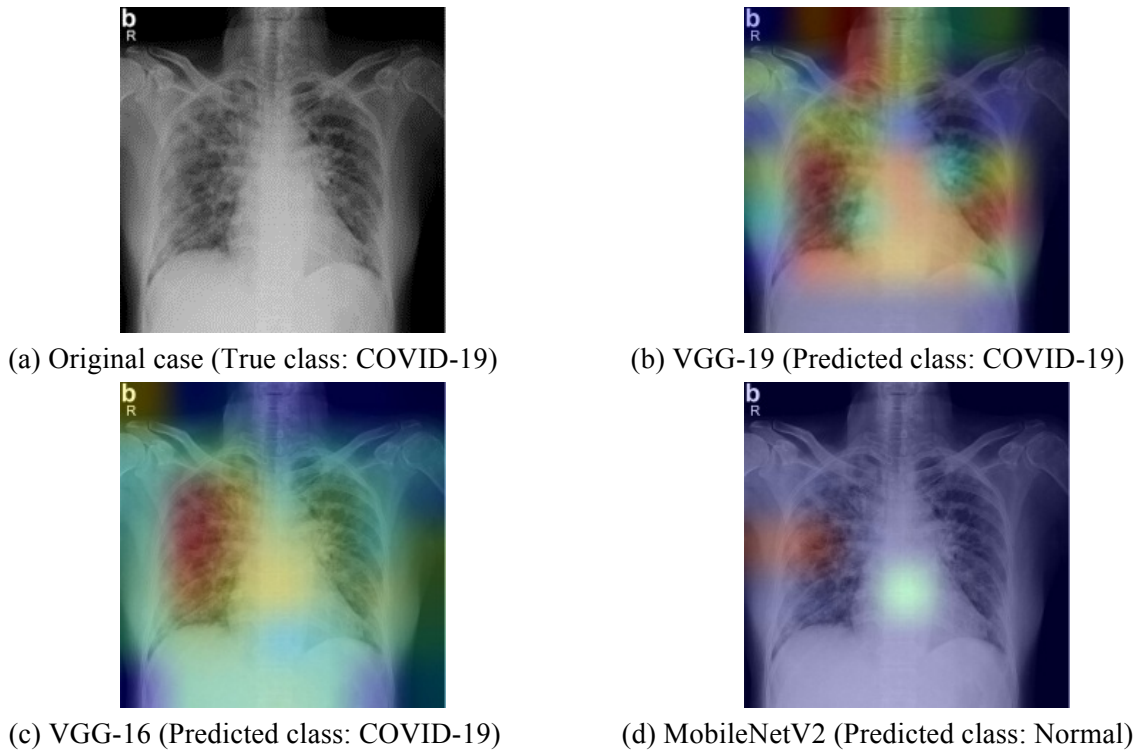 b
R
b
R
(a) Original case (True class: COVID-19)
(b) VGG-19 (Predicted class: COVID-19)
b
R
b
R
(c) VGG-16 (Predicted class: COVID-19)
(d) MobileNetV2 (Predicted class: Normal)